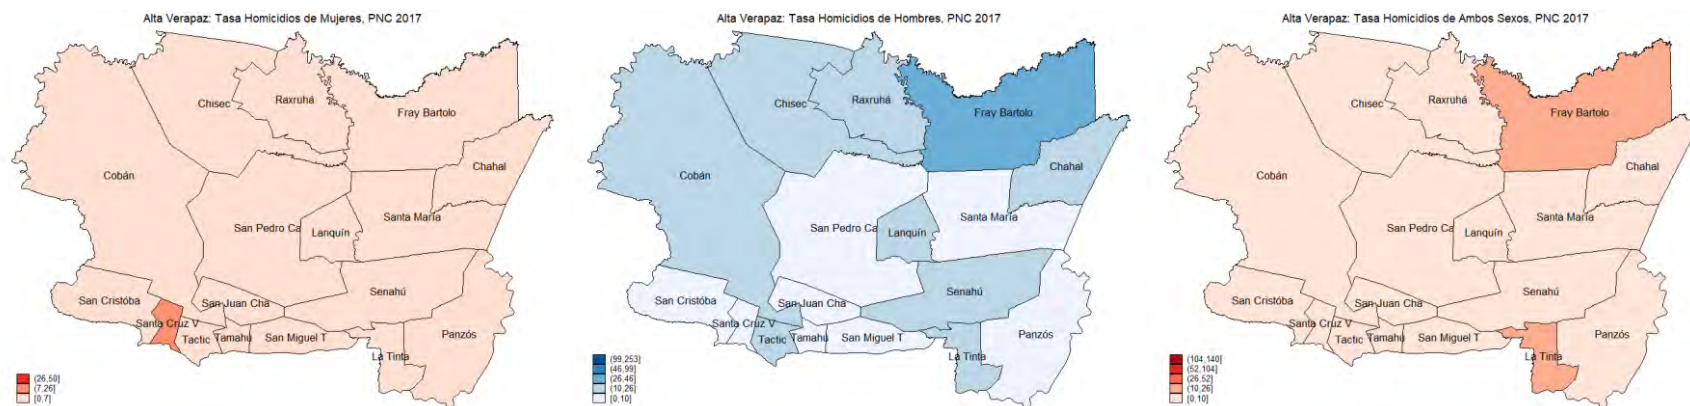 Alta Verapaz: Tasa Homicidios de Mujeres, PNC 2017
Chisec
Raxruhá
Fray Bartolo
Chahal
Cobán
Santa María
San Pedro Ca
Lanquín
San Cristóba
San Juan Cha
Senahú
Santa Cruz V
Tactic
Tamahú
San Miguel T
Panzós
La Tinta
(26,50]
(7,26]
[0,7]
Alta Verapaz: Tasa Homicidios de Hombres, PNC 2017
Chisec
Raxruhá
Fray Bartolo
Chahal
Cobán
Santa María
San Pedro Ca
Lanquín
San Cristóba
San Juan Cha
Senahú
Santa Cruz V
Tactic
Tamahú
San Miguel T
Panzós
La Tinta
(99,253]
(46,99]
(26,46]
(10,26]
[0,10]
Alta Verapaz: Tasa Homicidios de Ambos Sexos, PNC 2017
Chisec
Raxruhá
Fray Bartolo
Chahal
Cobán
Santa María
San Pedro Ca
Lanquín
San Cristóba
San Juan Cha
Senahú
Santa Cruz V
Tactic
Tamahú
San Miguel T
Panzós
La Tinta
(104,140]
(52,104]
(26,52]
(10,26]
[0,10]